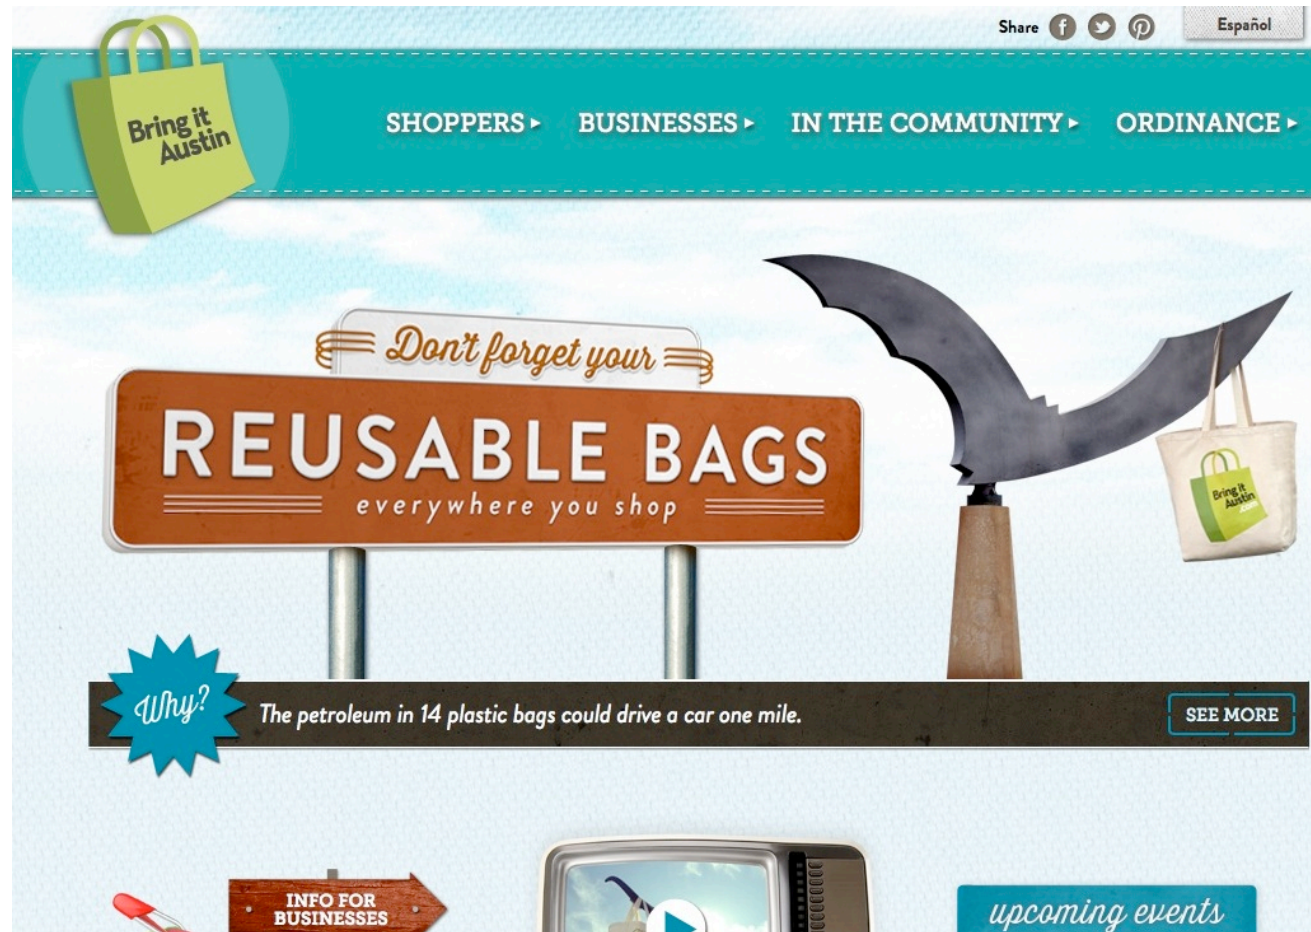 Share
Español
Bring it
Austin
SHOPPERS
BUSINESSES
IN THE COMMUNITY
ORDINANCE
Don't forget your
REUSABLE BAGS
everywhere you shop
Bring it
Austin
.com
Why?
The petroleum in 14 plastic bags could drive a car one mile.
SEE MORE
INFO FOR
BUSINESSES
upcoming events